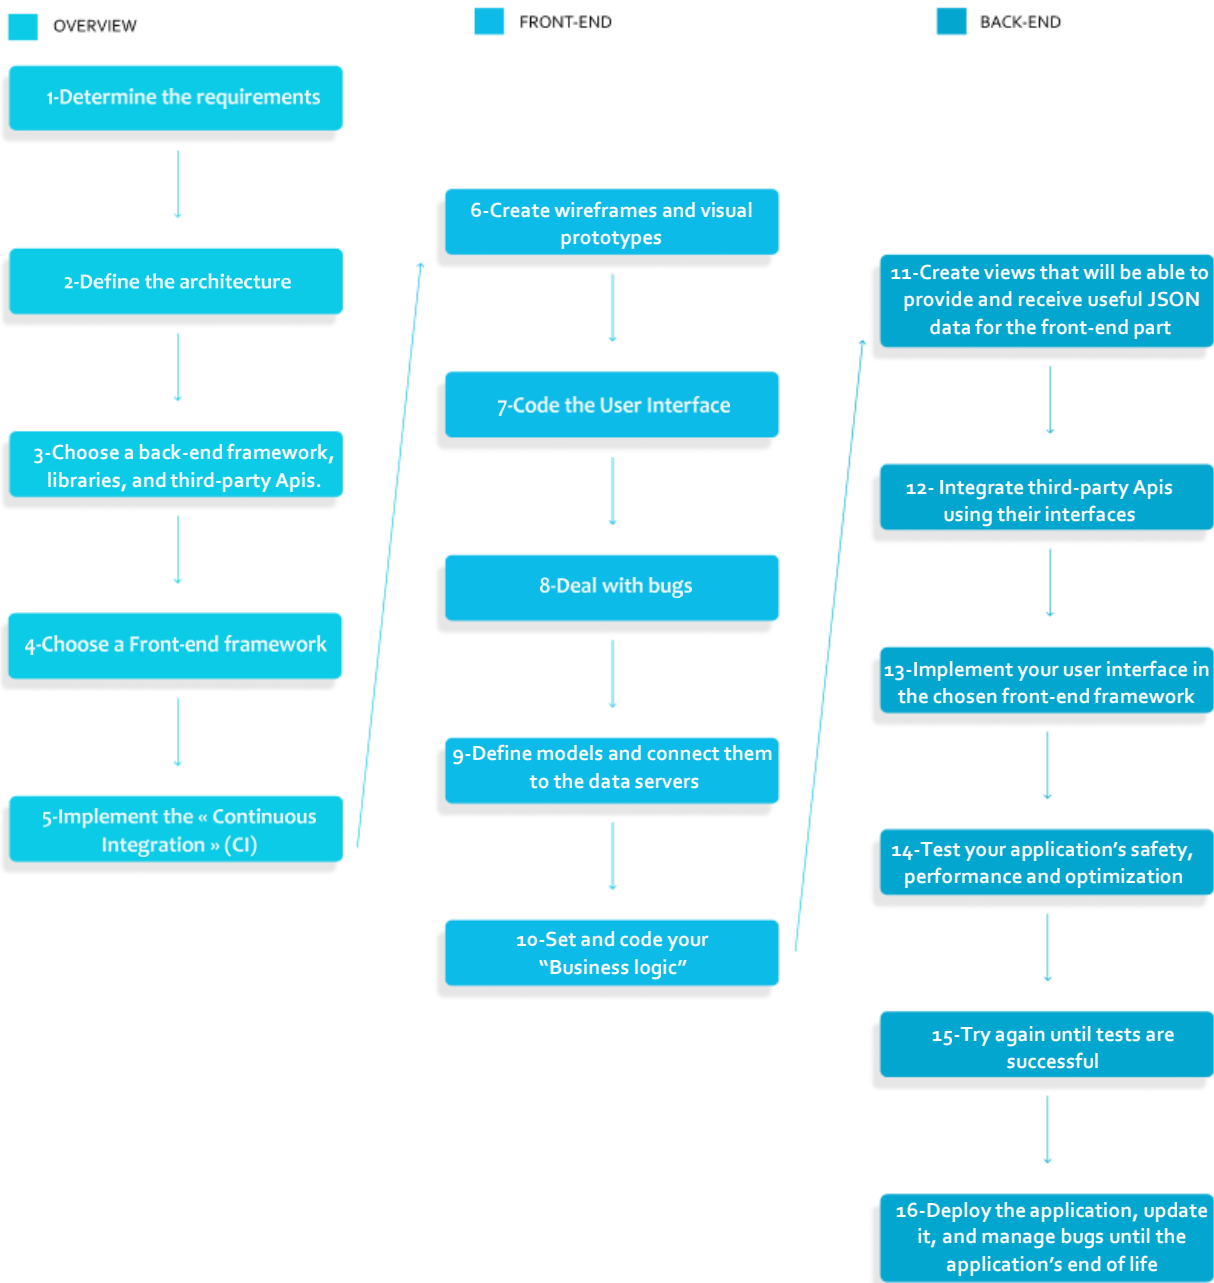 OVERVIEW
1-Determine the requirements
2-Define the architecture
3-Choose a back-end framework,
libraries, and third-party Apis.
4-Choose a Front-end framework
5-Implement the « Continuous
Integration » (CI)
FRONT-END
6-Create wireframes and visual
prototypes
7-Code the User Interface
8-Deal with bugs
9-Define models and connect them
to the data servers
10-Set and code your
“Business logic”
BACK-END
11-Create views that will be able to
provide and receive useful JSON
data for the front-end part
12- Integrate third-party Apis
using their interfaces
13-Implement your user interface in
the chosen front-end framework
14-Test your application’s safety,
performance and optimization
15-Try again until tests are
successful
16-Deploy the application, update
it, and manage bugs until the
application’s end of life